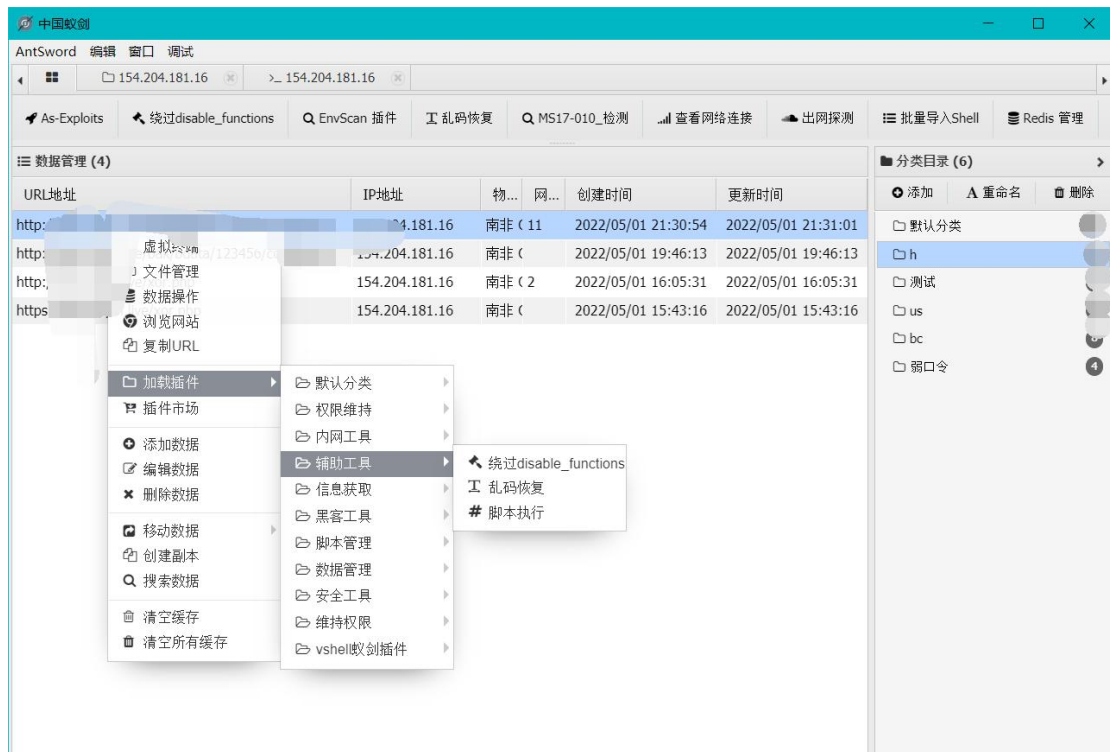 中国蚁剑
AntSword 编辑 窗口 调试
154.204.181.16 >_ 154.204.181.16
As-Exploits 绕过disable_functions EnvScan 插件 乱码恢复 MS17-010_检测 查看网络连接 出网探测 批量导入Shell Redis 管理
数据管理 (4)
分类目录 (6)
URL地址 IP地址 物... 网... 创建时间 更新时间
添加 重命名 删除
http: 4.181.16 南非 ( 11 2022/05/01 21:30:54 2022/05/01 21:31:01
http: 154.204.181.16 南非 ( 2022/05/01 19:46:13 2022/05/01 19:46:13
http: 154.204.181.16 南非 ( 2 2022/05/01 16:05:31 2022/05/01 16:05:31
https 154.204.181.16 南非 ( 2022/05/01 15:43:16 2022/05/01 15:43:16
虚拟终端
文件管理
数据操作
浏览网站
复制URL
加载插件
插件市场
添加数据
编辑数据
删除数据
移动数据
创建副本
搜索数据
清空缓存
清空所有缓存
默认分类
权限维持
内网工具
辅助工具
信息获取
黑客工具
脚本管理
数据管理
安全工具
维持权限
vshell蚁剑插件
绕过disable_functions
乱码恢复
脚本执行
默认分类
h
测试
us
bc
弱口令 4